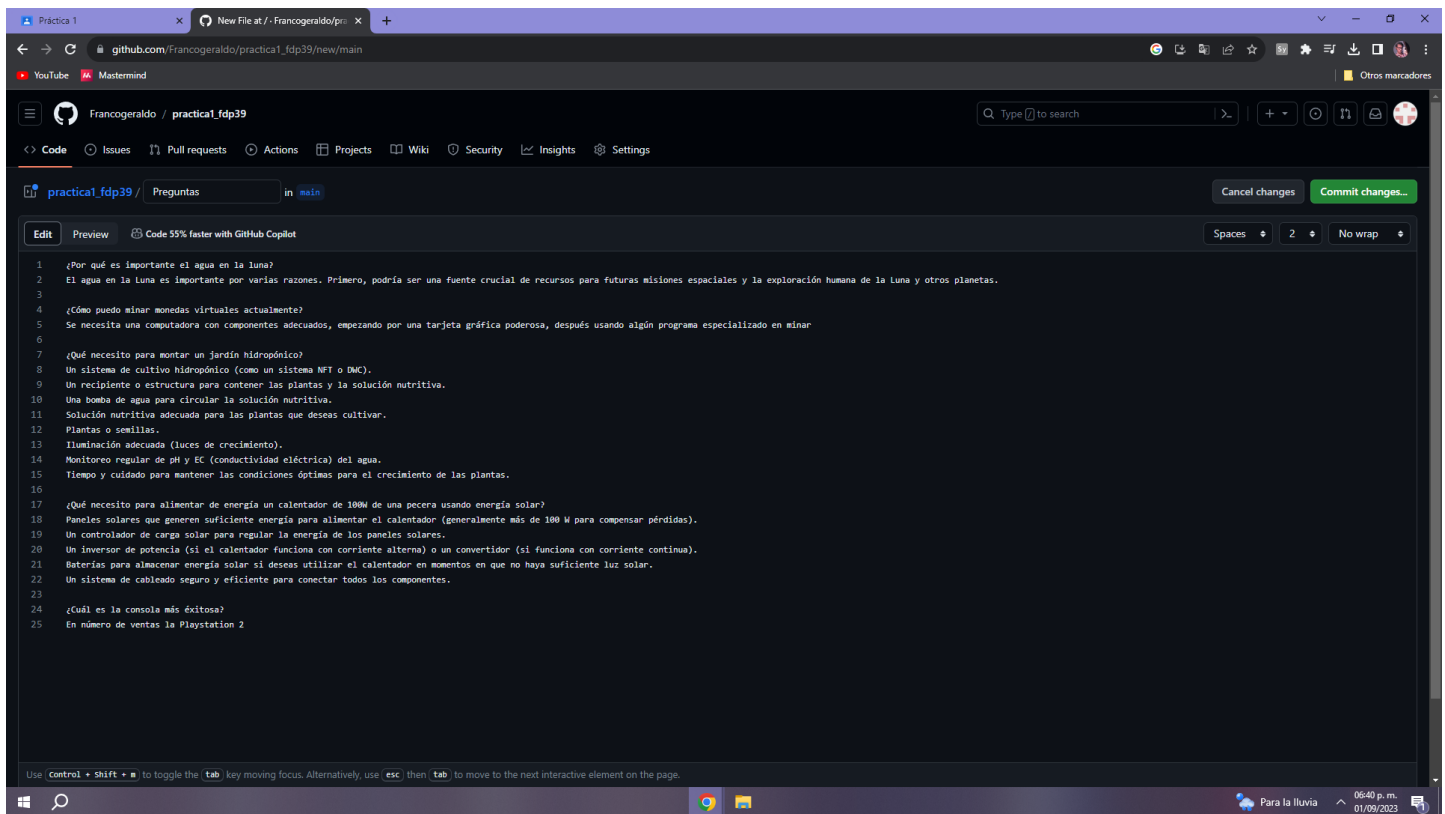 Práctica 1
New File at / · Francogeraldo/pra
github.com/Francogeraldo/practica1_fdp39/new/main
YouTube
Mastermind
Otros marcadores
Francogeraldo / practica1_fdp39
Type / to search
Code Issues Pull requests Actions Projects Wiki Security Insights Settings
practica1_fdp39 / Preguntas in main
Cancel changes
Commit changes...
Edit Preview Code 55% faster with GitHub Copilot
Spaces 2 No wrap
1 ¿Por qué es importante el agua en la luna?
2 El agua en la Luna es importante por varias razones. Primero, podría ser una fuente crucial de recursos para futuras misiones espaciales y la exploración humana de la Luna y otros planetas.
3
4 ¿Cómo puedo minar monedas virtuales actualmente?
5 Se necesita una computadora con componentes adecuados, empezando por una tarjeta gráfica poderosa, después usando algún programa especializado en minar
6
7 ¿Qué necesito para montar un jardín hidropónico?
8 Un sistema de cultivo hidropónico (como un sistema NFT o DWC).
9 Un recipiente o estructura para contener las plantas y la solución nutritiva.
10 Una bomba de agua para circular la solución nutritiva.
11 Solución nutritiva adecuada para las plantas que deseas cultivar.
12 Plantas o semillas.
13 Iluminación adecuada (luces de crecimiento).
14 Monitoreo regular de pH y EC (conductividad eléctrica) del agua.
15 Tiempo y cuidado para mantener las condiciones óptimas para el crecimiento de las plantas.
16
17 ¿Qué necesito para alimentar de energía un calentador de 100W de una pecera usando energía solar?
18 Paneles solares que generen suficiente energía para alimentar el calentador (generalmente más de 100 W para compensar pérdidas).
19 Un controlador de carga solar para regular la energía de los paneles solares.
20 Un inversor de potencia (si el calentador funciona con corriente alterna) o un convertidor (si funciona con corriente continua).
21 Baterías para almacenar energía solar si deseas utilizar el calentador en momentos en que no haya suficiente luz solar.
22 Un sistema de cableado seguro y eficiente para conectar todos los componentes.
23
24 ¿Cuál es la consola más éxitosa?
25 En número de ventas la Playstation 2
Use Control + Shift + m to toggle the tab key moving focus. Alternatively, use esc then tab to move to the next interactive element on the page.
Para la lluvia
06:40 p. m.
01/09/2023
1